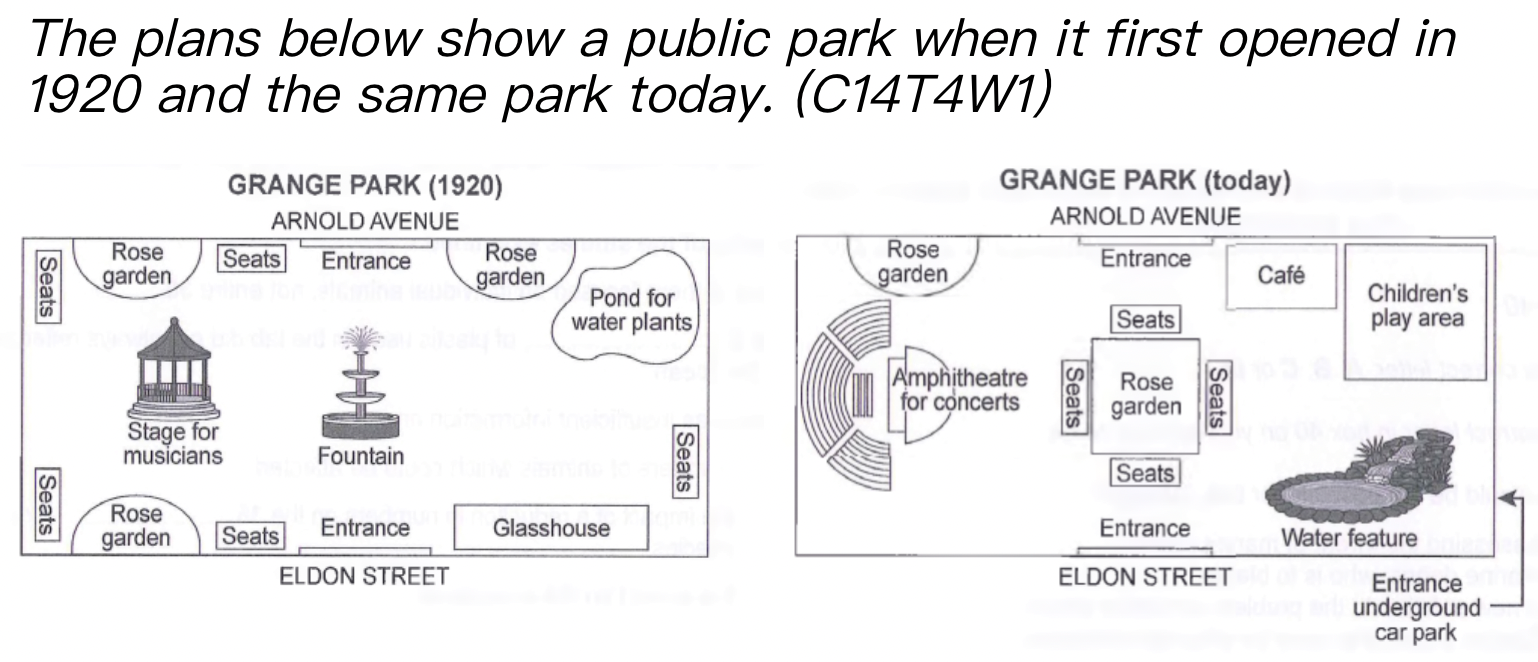 The plans below show a public park when it first opened in
1920 and the same park today. (C14T4W1)
GRANGE PARK (1920)
ARNOLD AVENUE
Seats
Rose
garden
Seats
Entrance
Rose
garden
Pond for
water plants
Stage for
musicians
Fountain
Seats
Seats
Rose
garden
Seats
Entrance
Glasshouse
ELDON STREET
GRANGE PARK (today)
ARNOLD AVENUE
Rose
garden
Entrance
Café
Children's
play area
Seats
Amphitheatre
for concerts
Seats
Rose
garden
Seats
Seats
Entrance
Water feature
ELDON STREET
Entrance
underground
car park